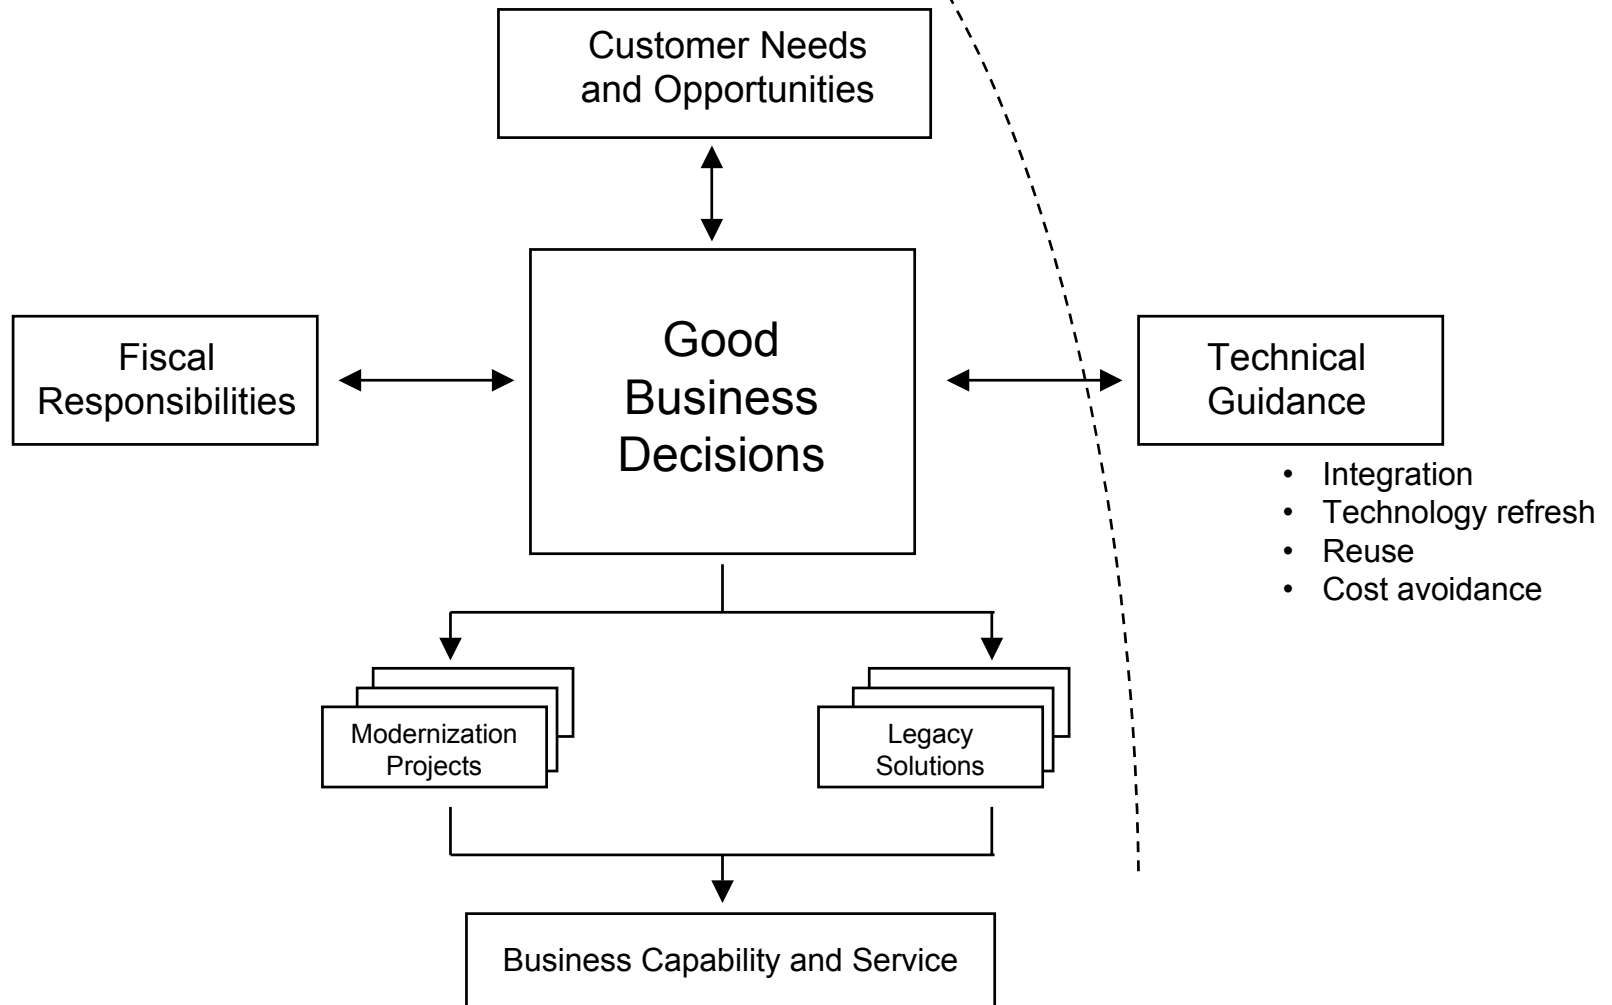 Customer Needs
and Opportunities
Fiscal
Responsibilities
Good
Business
Decisions
Technical
Guidance
• Integration
• Technology refresh
• Reuse
• Cost avoidance
Modernization
Projects
Legacy
Solutions
Business Capability and Service